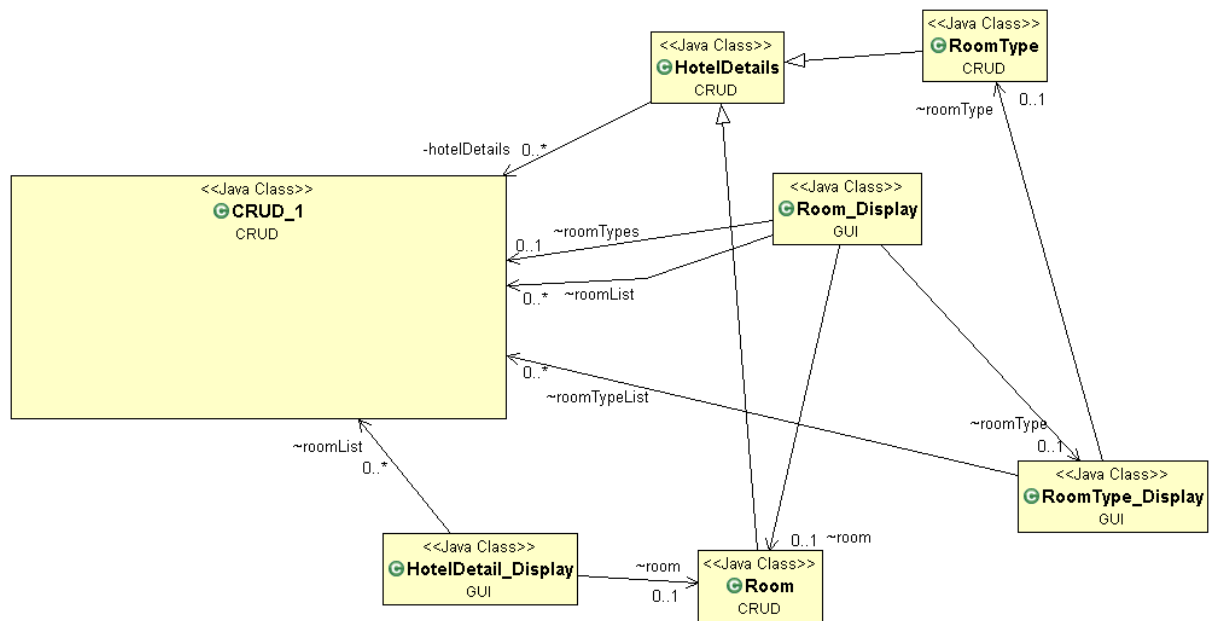 <<Java Class>>
RoomType
CRUD
<<Java Class>>
HotelDetails
CRUD
0..1
~roomType
-hotelDetails 0..*
<<Java Class>>
CRUD_1
CRUD
<<Java Class>>
Room_Display
GUI
~roomTypes
0..1
0..* ~roomList
0..*
~roomTypeList
~roomType
0..1
~roomList
0..*
<<Java Class>>
RoomType_Display
GUI
<<Java Class>>
HotelDetail_Display
GUI
0..1 ~room
~room
0..1
<<Java Class>>
Room
CRUD